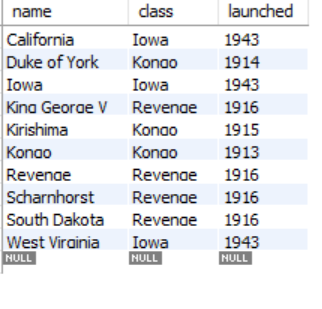 name class launched
California Iowa 1943
Duke of York Kongo 1914
Iowa Iowa 1943
King George V Revenge 1916
Kirishima Kongo 1915
Kongo Kongo 1913
Revenge Revenge 1916
Scharnhorst Revenge 1916
South Dakota Revenge 1916
West Virginia Iowa 1943
NULL NULL NULL